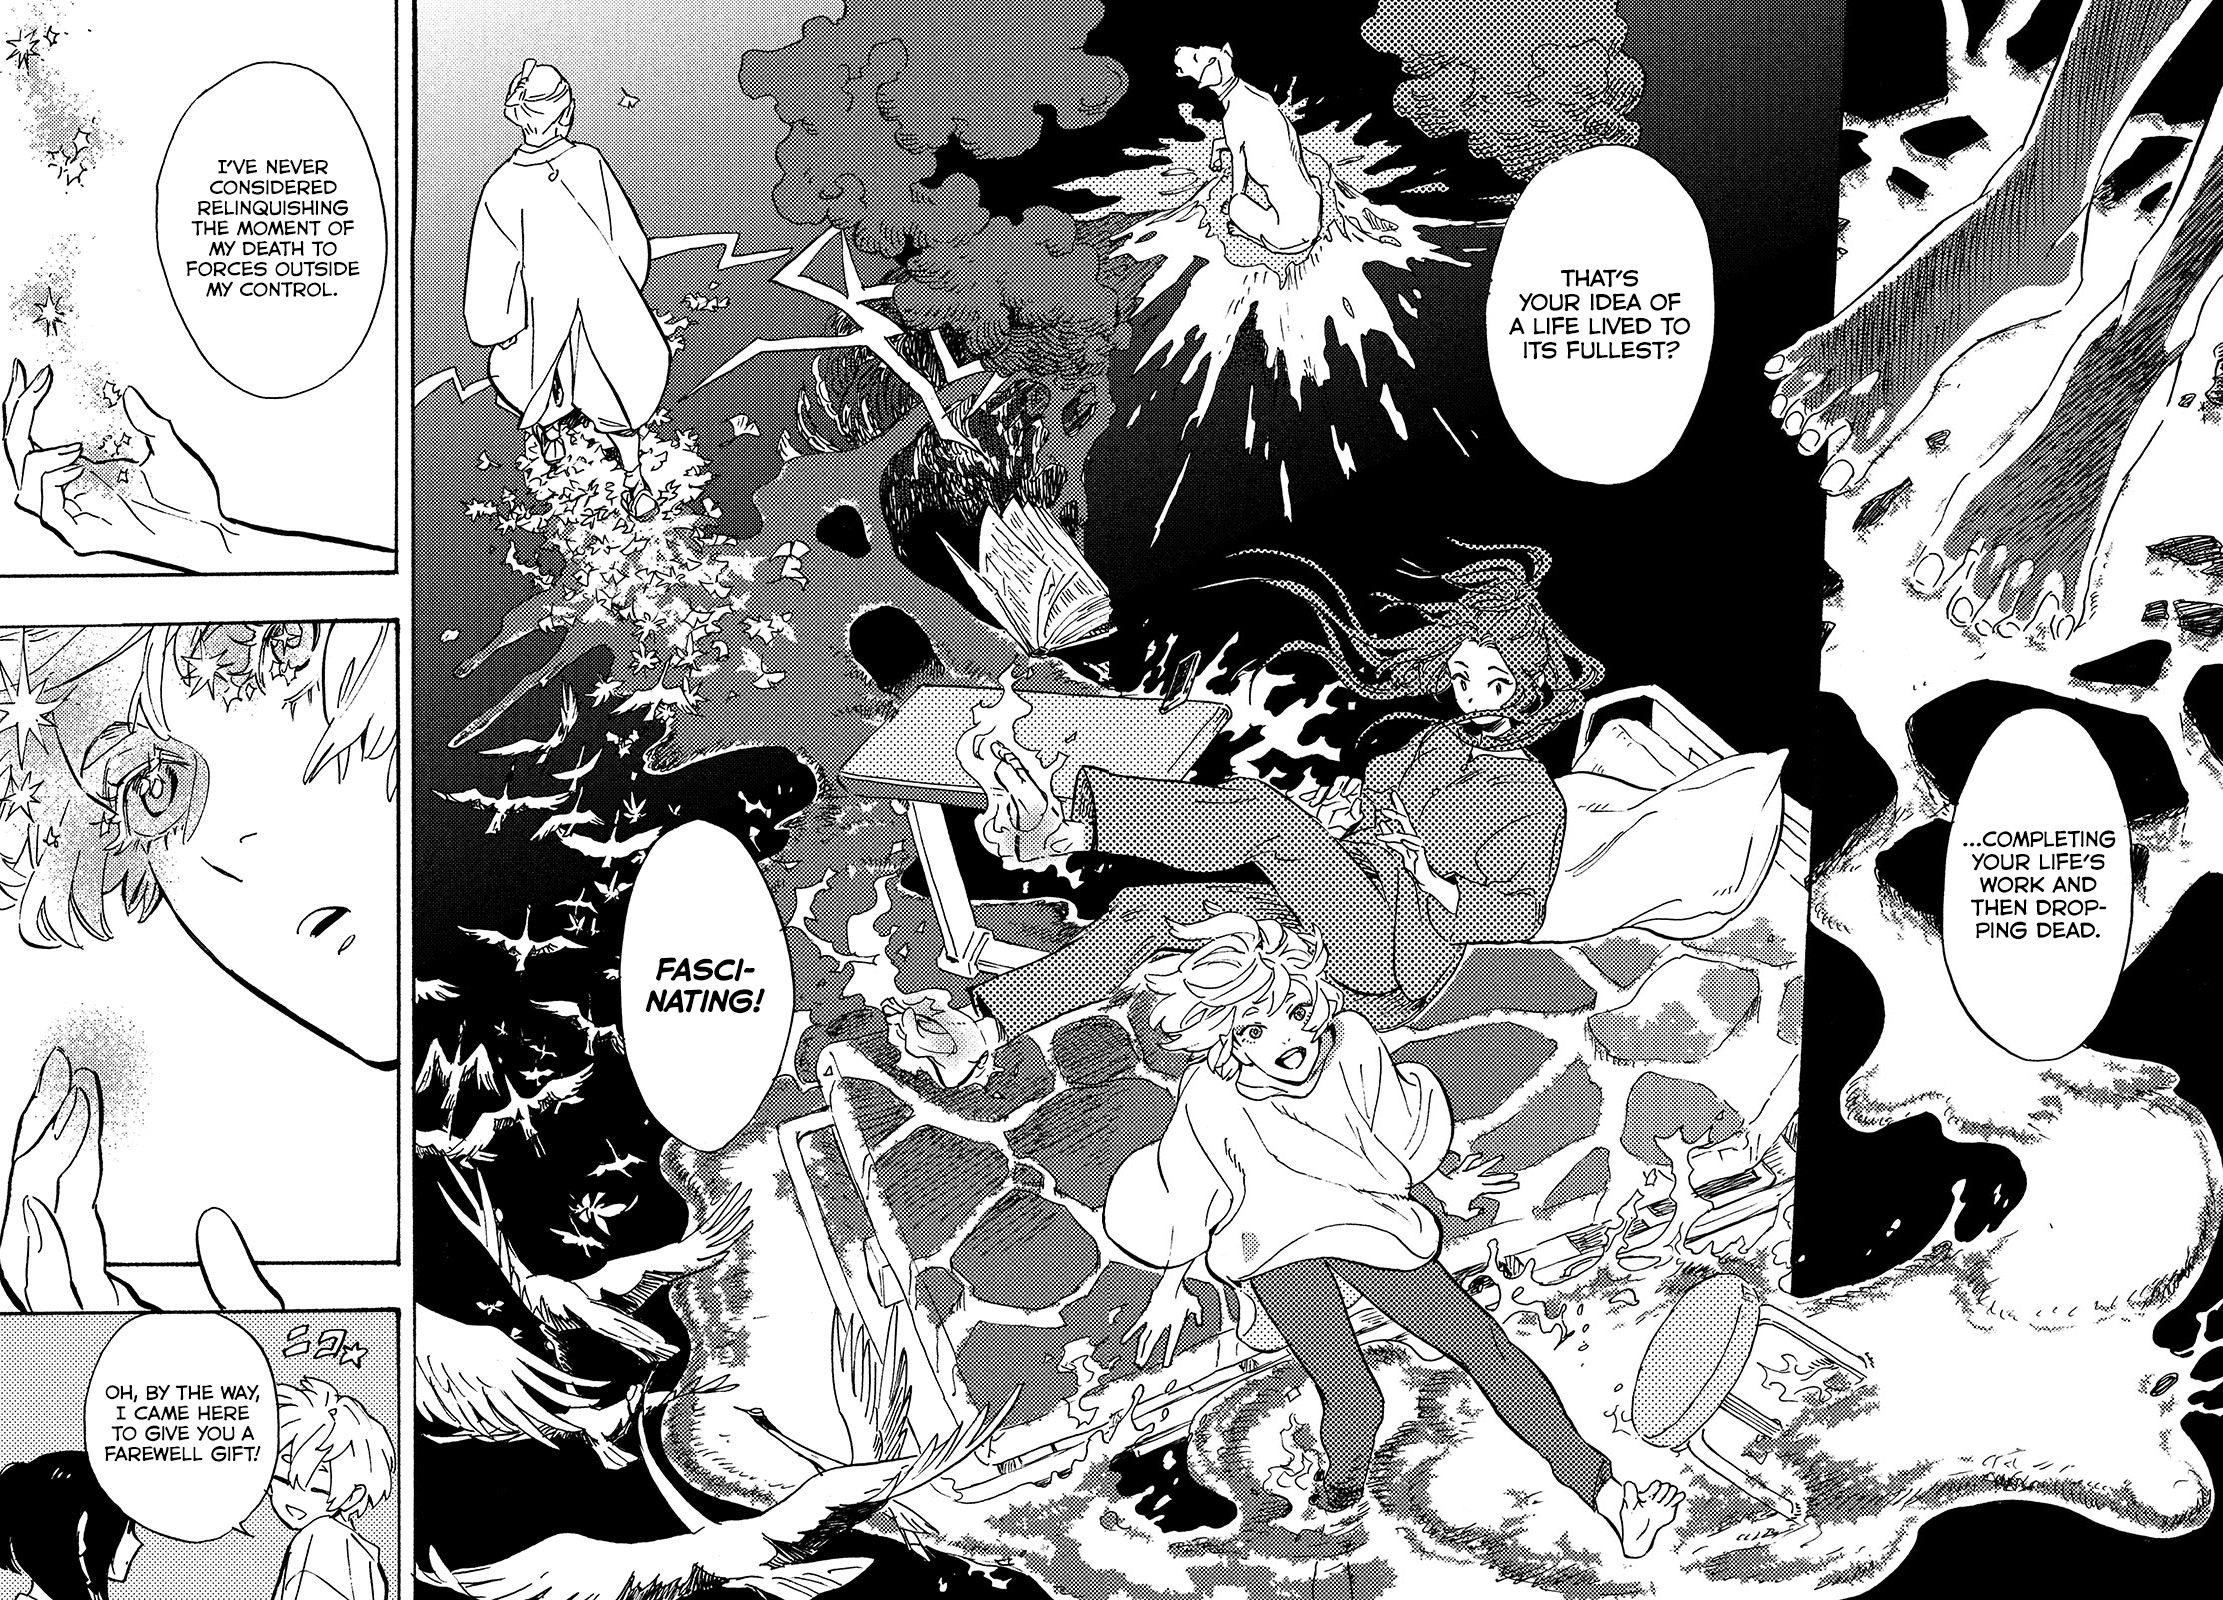 ...COMPLETING
YOUR LIFE'S
WORK AND
THEN DROP-
PING DEAD.
THAT'S
YOUR IDEA OF
A LIFE LIVED TO
ITS FULLEST?
FASCI-
NATING!
I'VE NEVER
CONSIDERED
RELINQUISHING
THE MOMENT OF
MY DEATH TO
FORCES OUTSIDE
MY CONTROL.
ニコ☆
OH, BY THE WAY,
I CAME HERE
TO GIVE YOU A
FAREWELL GIFT!